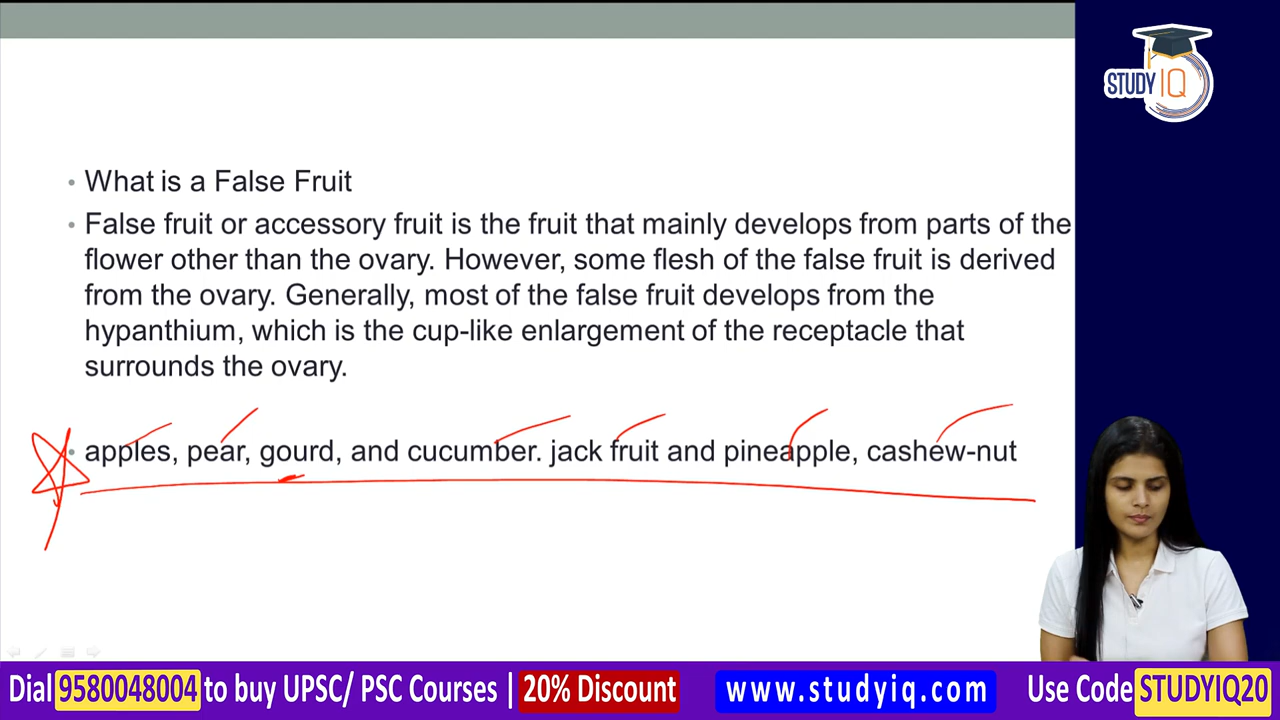 STUDY IQ
• What is a False Fruit
• False fruit or accessory fruit is the fruit that mainly develops from parts of the
flower other than the ovary. However, some flesh of the false fruit is derived
from the ovary. Generally, most of the false fruit develops from the
hypanthium, which is the cup-like enlargement of the receptacle that
surrounds the ovary.
• apples, pear, gourd, and cucumber. jack fruit and pineapple, cashew-nut
Dial 9580048004 to buy UPSC/ PSC Courses | 20% Discount www.studyiq.com Use Code STUDYIQ20